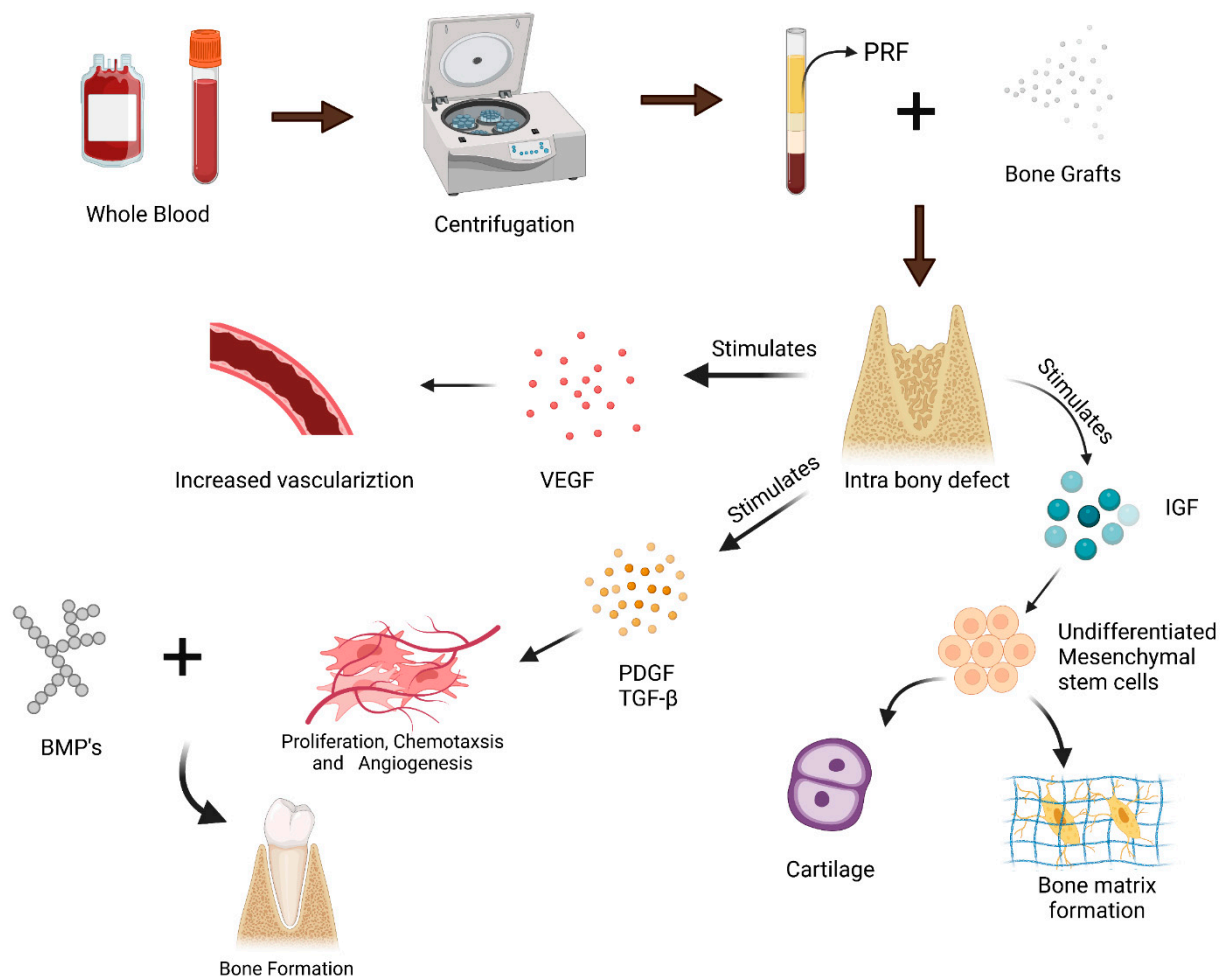 PRF
Whole Blood
Centrifugation
Bone Grafts
Stimulates
Stimulates
Increased vasculariztion
VEGF
Intra bony defect
Stimulates
IGF
PDGF
TGF-β
Undifferentiated
Mesenchymal
stem cells
BMP's
Proliferation, Chemotaxsis
and Angiogenesis
Cartilage
Bone matrix
formation
Bone Formation